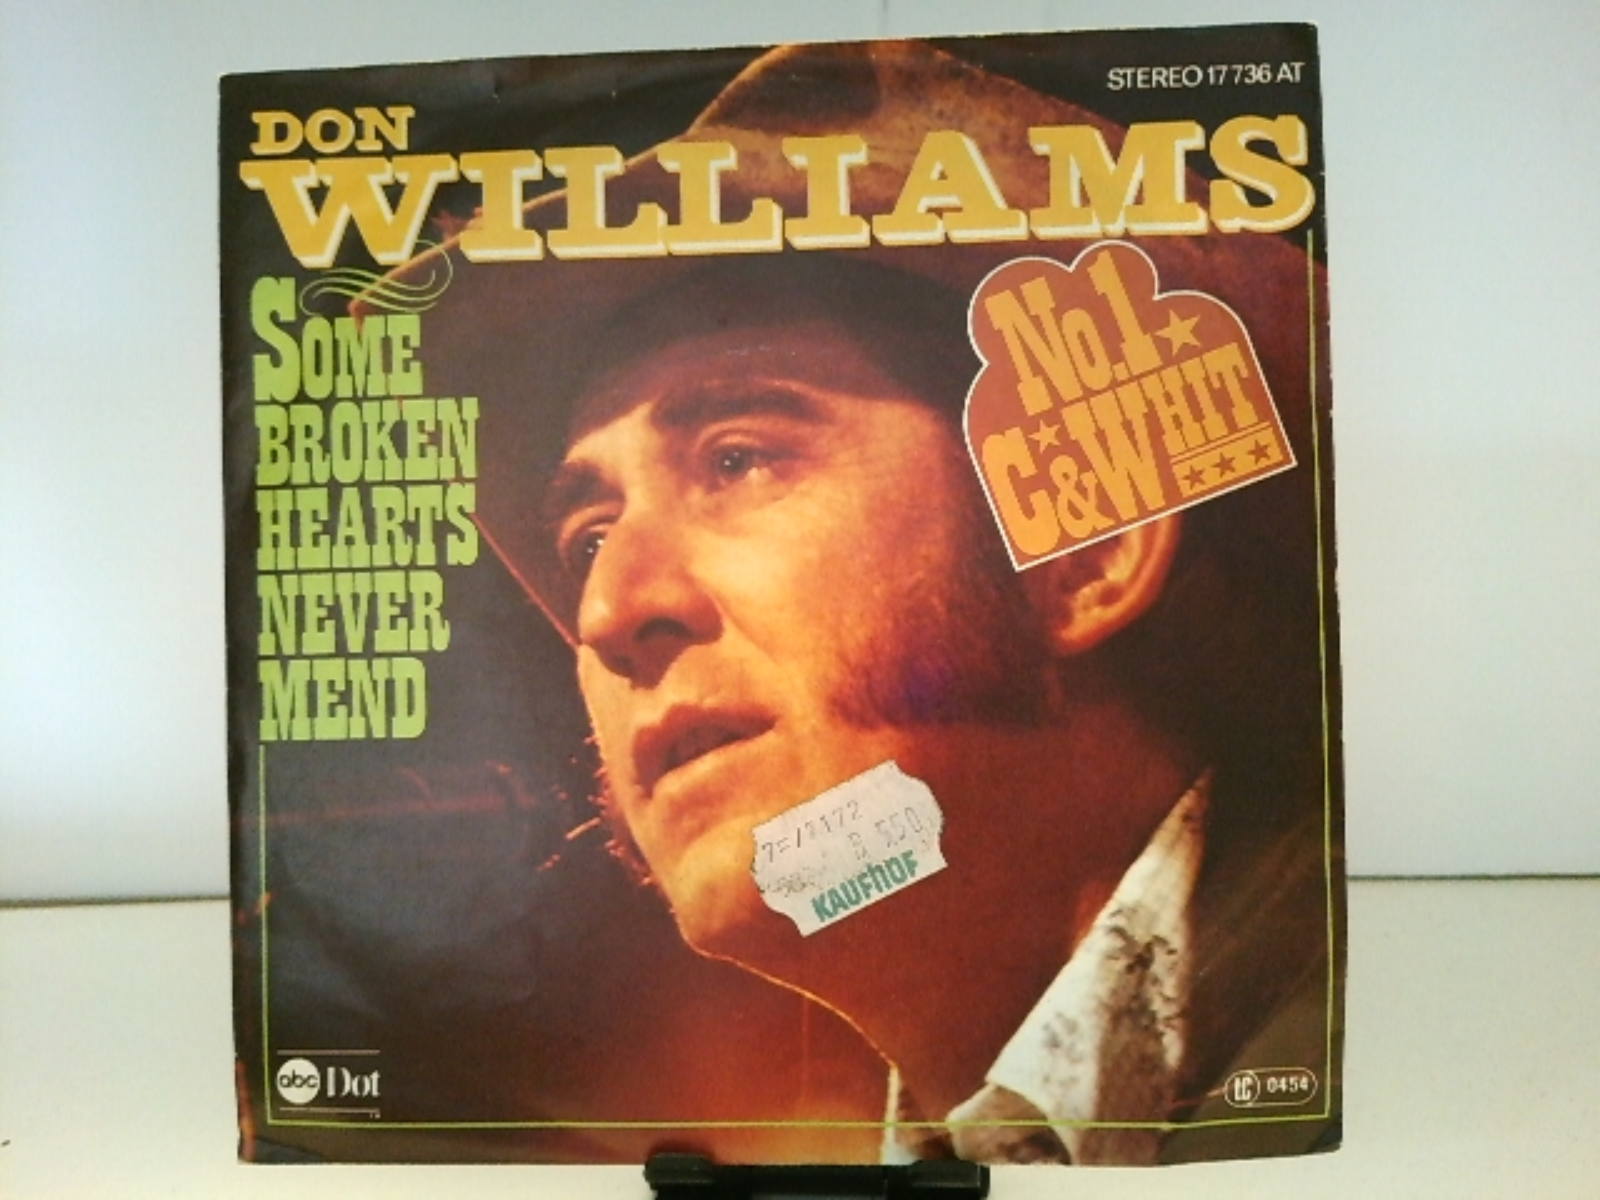 STEREO 17 736 AT
DON
WILLIAMS
SOME
BROKEN
HEARTS
NEVER
MEND
No.1
C&W HIT
550
KAUFhOF
abc Dot
LC 0454